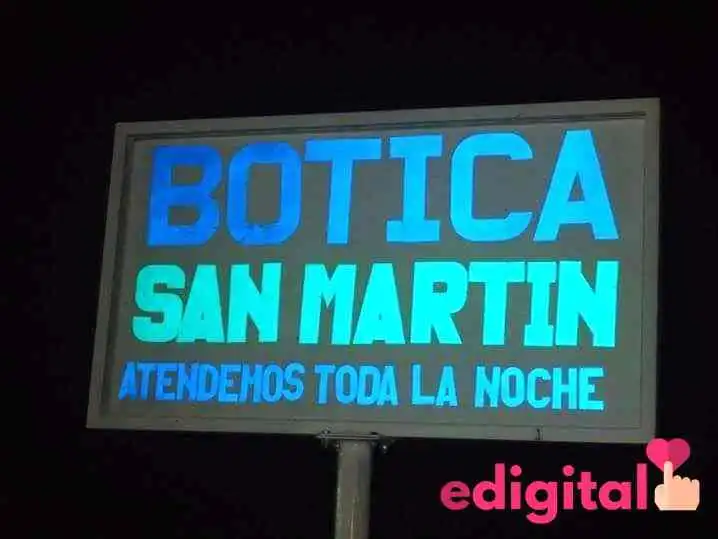 BOTICA
SAN MARTIN
ATENDEMOS TODA LA NOCHE
edigital